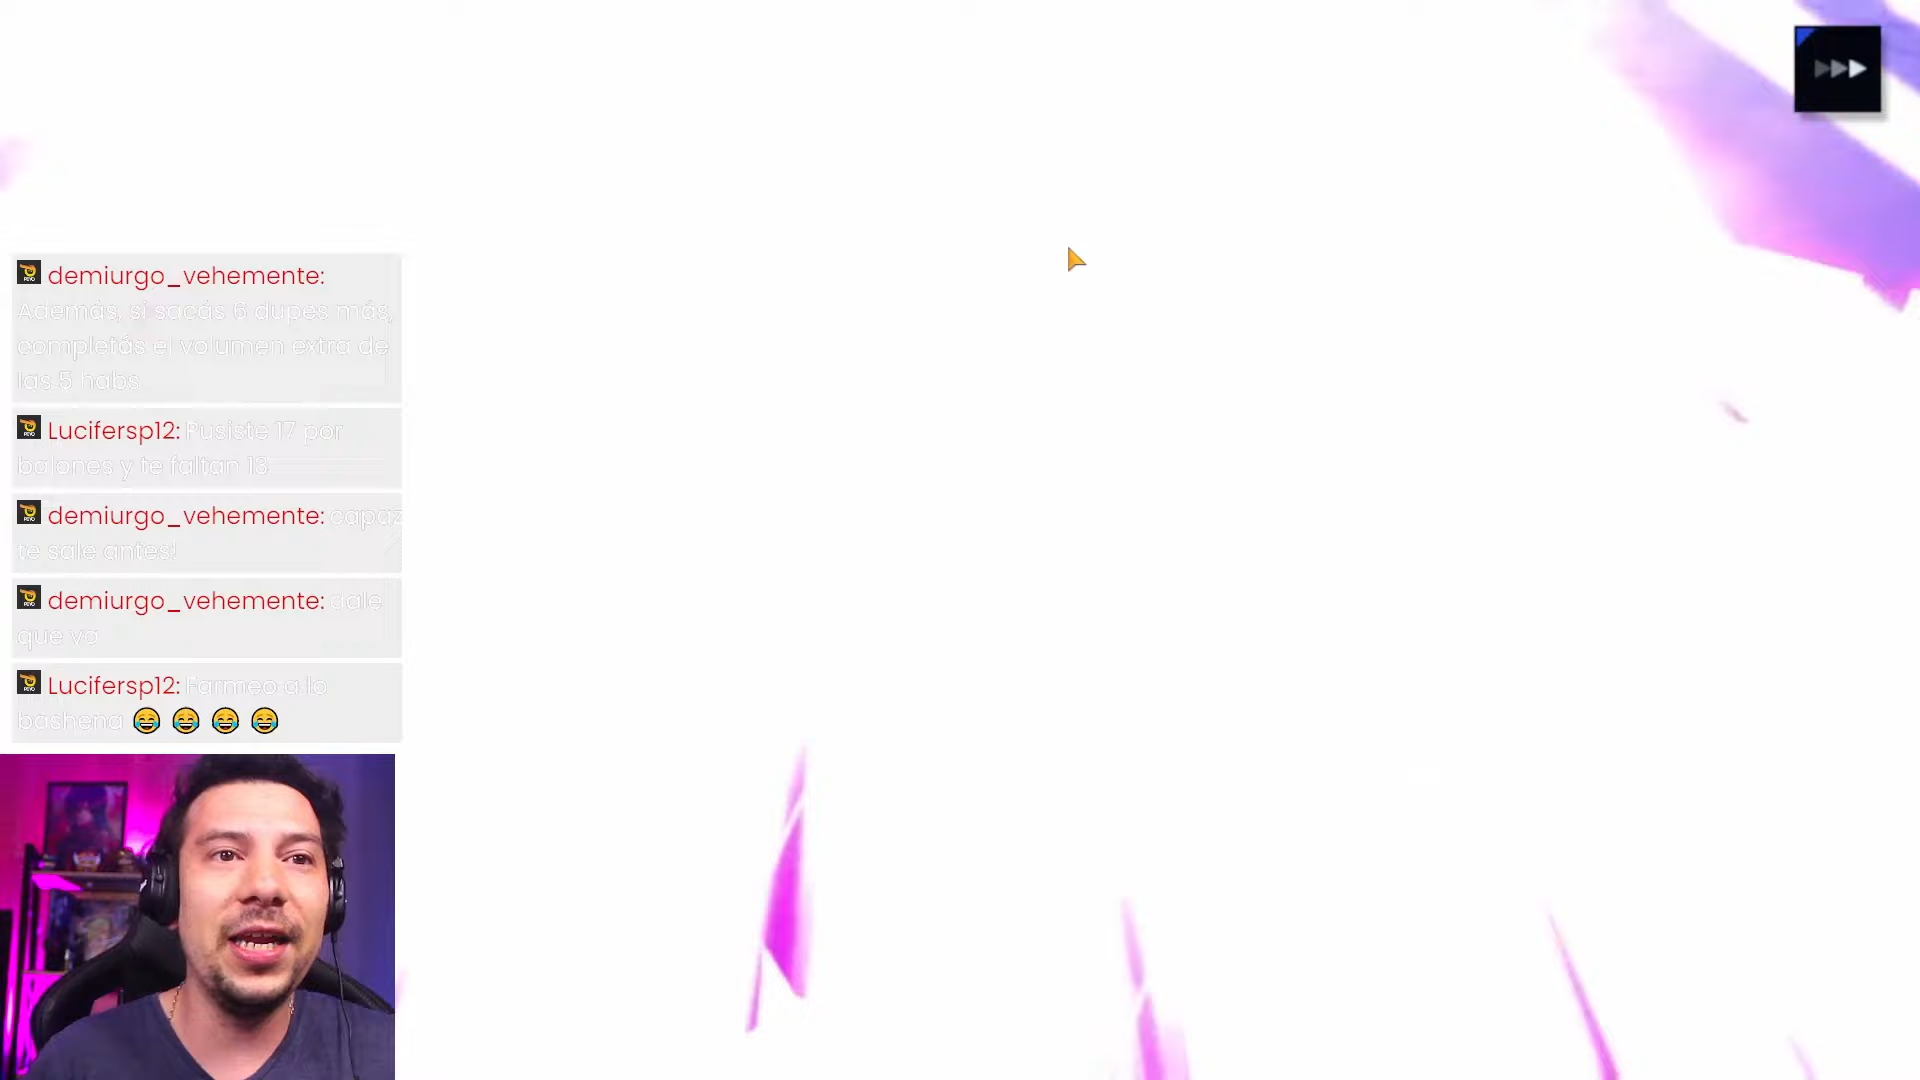 demiurgo_vehemente:
Además, si sacás 6 dupes más,
completás el volumen extra de
las 5 habs
Lucifersp12: Pusiste 17 por
balones y te faltan 13
demiurgo_vehemente: capaz
te sale antes!
demiurgo_vehemente: dale
que va
Lucifersp12: Farmeo a lo
bashena 😂 😂 😂 😂